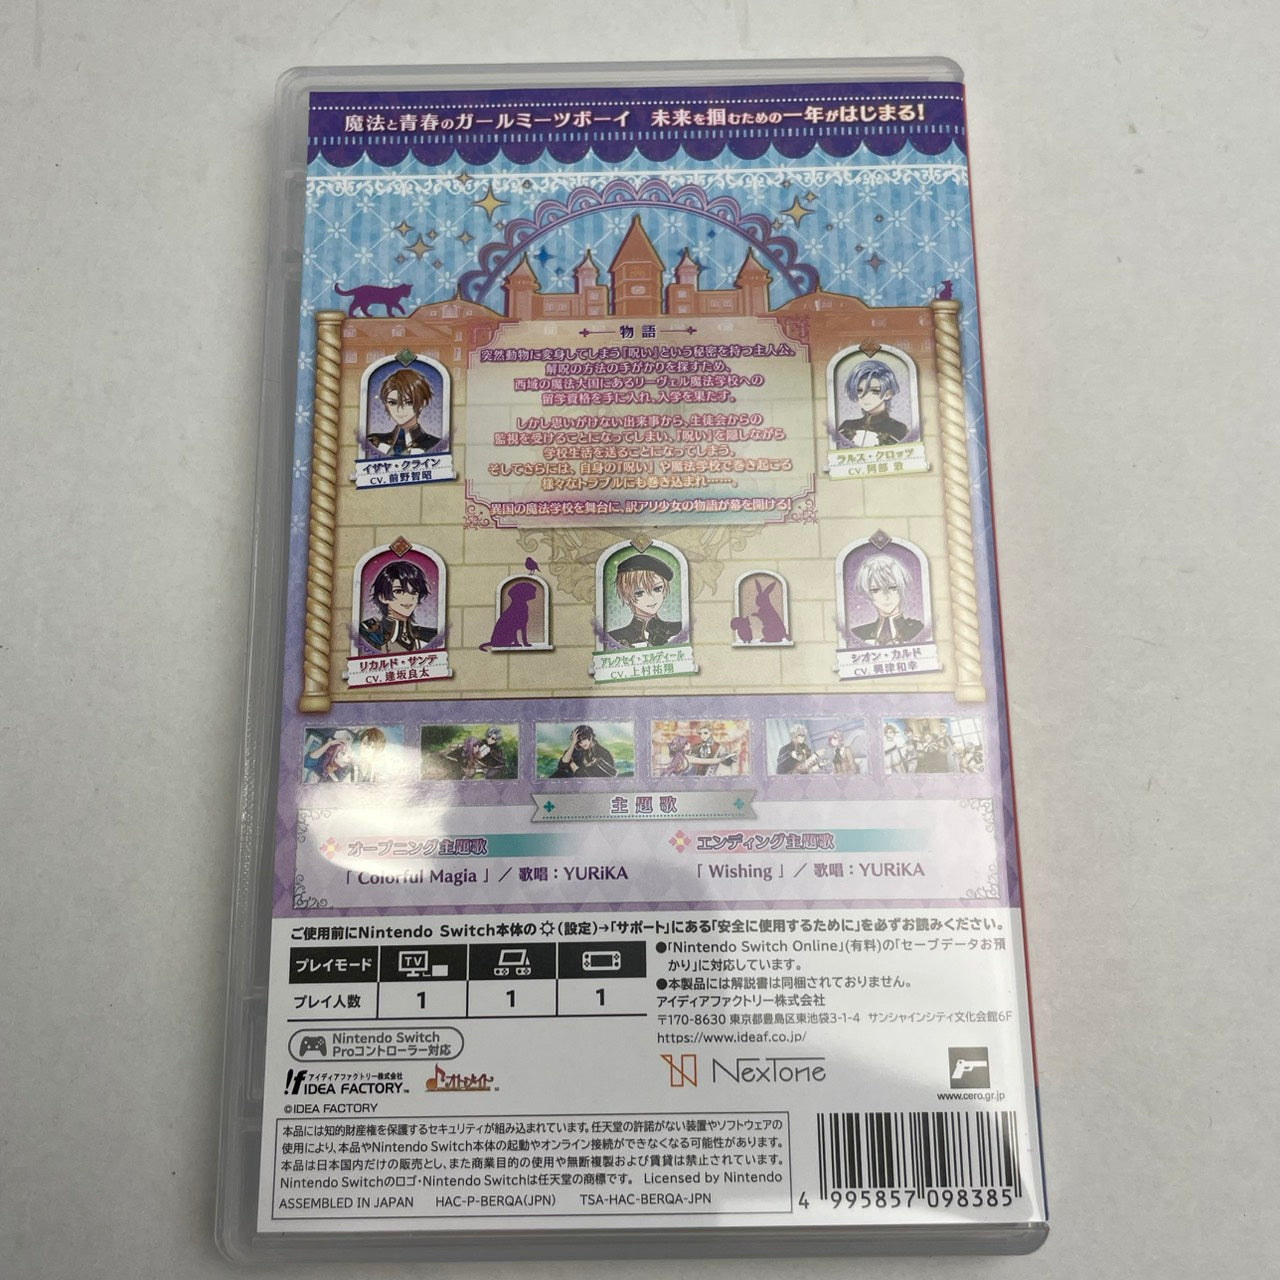 魔法と青春のガールミーツボーイ 未来を掴むための一年がはじまる!
物語
突然動物に変身してしまう「呪い」という秘密を持つ主人公。
解呪の方法の手がかりを探すため、
西域の魔法大国にあるリーヴェル魔法学校への
留学資格を手に入れ、入学を果たす。
しかし思いがけない出来事から、生徒会からの
監視を受けることになってしまい、「呪い」を隠しながら
学校生活を送ることになってしまう。
そしてさらには、自身の「呪い」や魔法学校で巻き起こる
様々なトラブルにも巻き込まれ……。
異国の魔法学校を舞台に、訳アリ少女の物語が幕を開ける!
イザヤ・クライン
CV. 前野智昭
ラルス・クロッツ
CV. 阿部敦
リカルド・サンテ
CV. 逢坂良太
アレクセイ・エルディール
CV. 上村祐翔
シオン・カルド
CV. 興津和幸
主題歌
オープニング主題歌
「 Colorful Magia 」 / 歌唱:YURiKA
エンディング主題歌
「 Wishing 」 / 歌唱:YURiKA
ご使用前にNintendo Switch本体の(設定)→「サポート」にある「安全に使用するために」を必ずお読みください。
プレイモード TV
プレイ人数 1 1 1
Nintendo Switch
Proコントローラー対応
●「Nintendo Switch Online」(有料)の「セーブデータお預
かり」に対応しています。
●本製品には解説書は同梱されておりません。
アイディアファクトリー株式会社
〒170-8630 東京都豊島区東池袋3-1-4 サンシャインシティ文化会館6F
https://www.ideaf.co.jp/
アイディアファクトリー株式会社
!f IDEA FACTORY™
オトメイト™
NexTone
www.cero.gr.jp
©IDEA FACTORY
本品には知的財産権を保護するセキュリティが組み込まれています。任天堂の許諾がない装置やソフトウェアの
使用により、本品やNintendo Switch本体の起動やオンライン接続ができなくなる可能性があります。
本品は日本国内だけの販売とし、また商業目的の使用や無断複製および賃貸は禁止されています。
Nintendo Switchのロゴ・Nintendo Switchは任天堂の商標です。 Licensed by Nintendo
ASSEMBLED IN JAPAN HAC-P-BERQA(JPN) TSA-HAC-BERQA-JPN
4 995857 098385